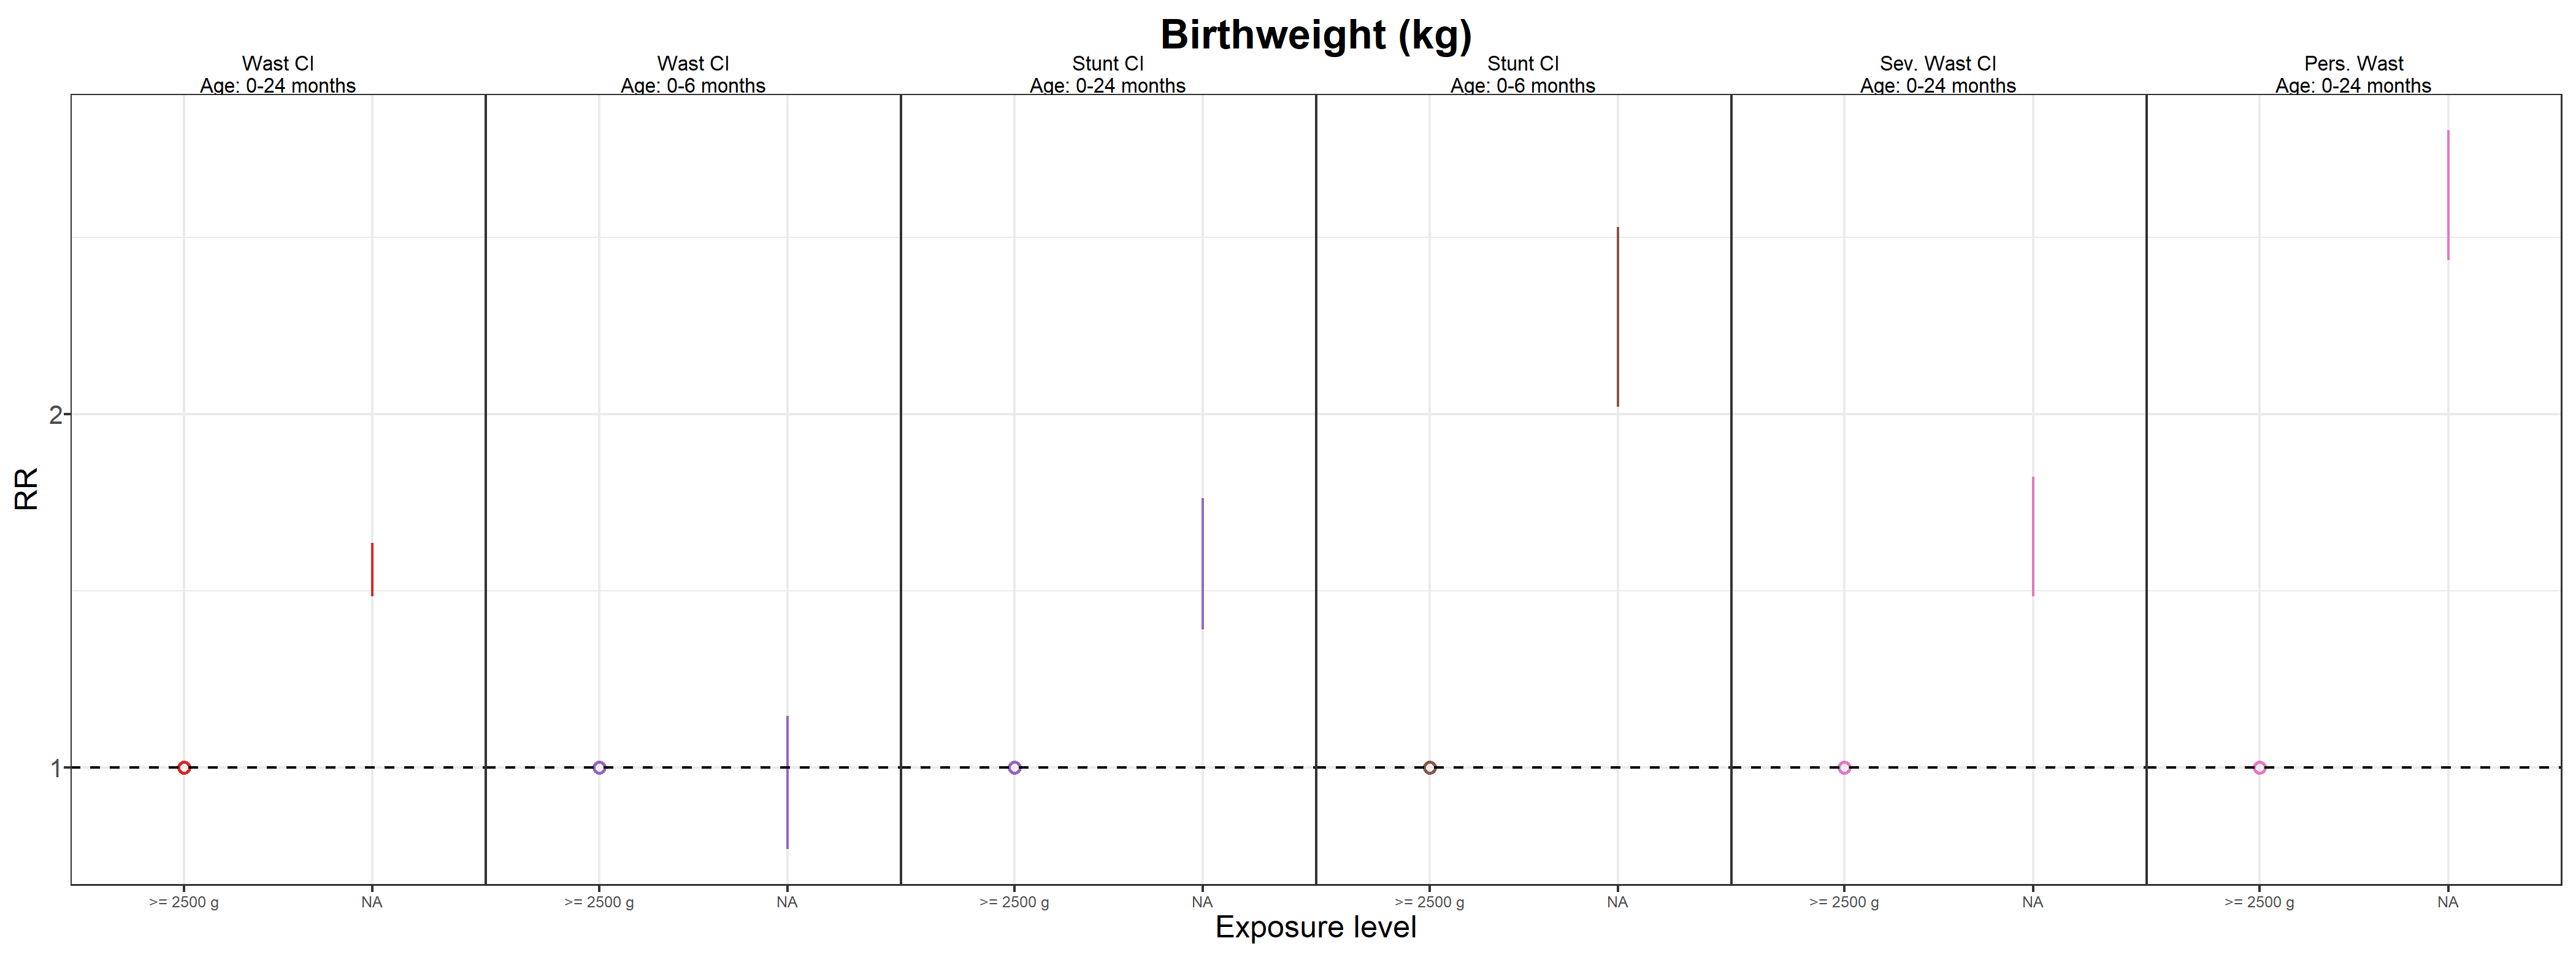 Birthweight (kg)
Wast CI
Age: 0-24 months
Wast CI
Age: 0-6 months
Stunt CI
Age: 0-24 months
Stunt CI
Age: 0-6 months
Sev. Wast CI
Age: 0-24 months
Pers. Wast
Age: 0-24 months
RR
2
1
>= 2500 g
NA
>= 2500 g
NA
>= 2500 g
NA
>= 2500 g
NA
>= 2500 g
NA
>= 2500 g
NA
Exposure level